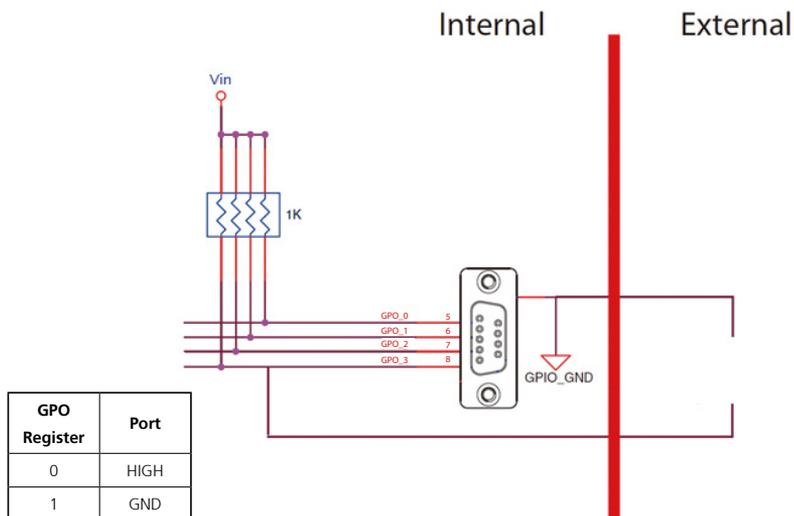 Internal
External
Vin
1K
GPO_0 5
GPO_1 6
GPO_2 7
GPO_3 8
GPIO_GND
GPO Register Port
0 HIGH
1 GND